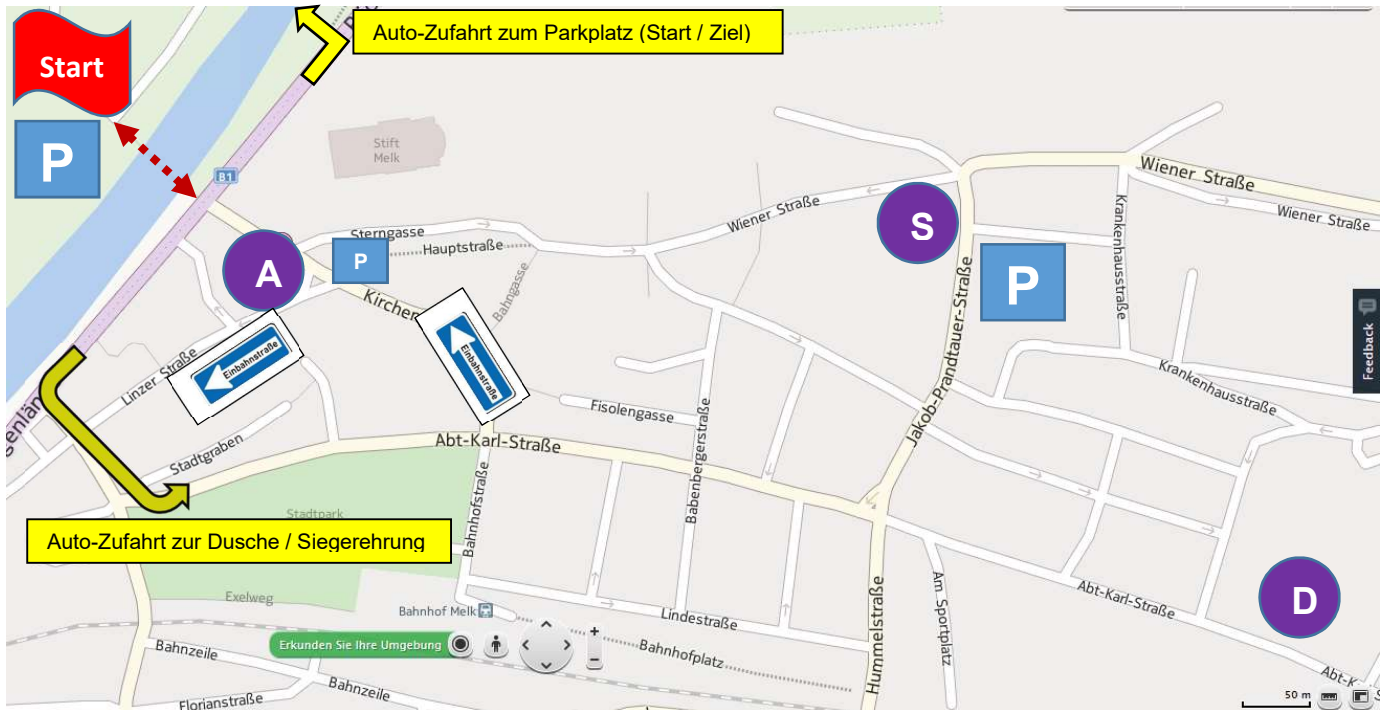 Auto-Zufahrt zum Parkplatz (Start / Ziel)
Start
P
B1
Stift
Melk
Wiener Straße
Wiener Straße
Wiener Straße
S
Sterngasse
Hauptstraße
P
A
P
Kirchen
Bahngasse
Krankenhausstraße
Feedback
Einbahnstraße
Einbahnstraße
Linzer Straße
Jakob-Prandtauer-Straße
Krankenhausstraße
Fisolengasse
Babenbergerstraße
Stadtgraben
Abt-Karl-Straße
Stadtpark
Bahnhofstraße
Auto-Zufahrt zur Dusche / Siegerehrung
Exelweg
Bahnhof Melk
Lindestraße
Hummelstraße
Am Sportplatz
Abt-Karl-Straße
D
Erkunden Sie Ihre Umgebung
+
−
Bahnhofplatz
Bahnzeile
Bahnzeile
Florianstraße
50 m